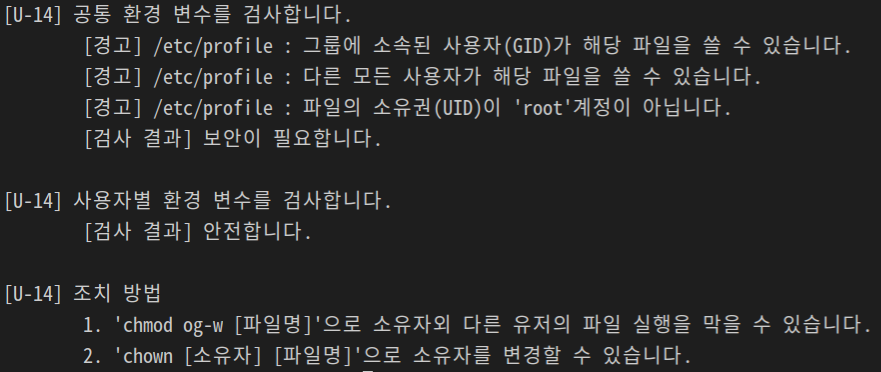 [U-14] 공통 환경 변수를 검사합니다.
[경고] /etc/profile : 그룹에 소속된 사용자(GID)가 해당 파일을 쓸 수 있습니다.
[경고] /etc/profile : 다른 모든 사용자가 해당 파일을 쓸 수 있습니다.
[경고] /etc/profile : 파일의 소유권(UID)이 'root'계정이 아닙니다.
[검사 결과] 보안이 필요합니다.
[U-14] 사용자별 환경 변수를 검사합니다.
[검사 결과] 안전합니다.
[U-14] 조치 방법
1. 'chmod og-w [파일명]'으로 소유자외 다른 유저의 파일 실행을 막을 수 있습니다.
2. 'chown [소유자] [파일명]'으로 소유자를 변경할 수 있습니다.